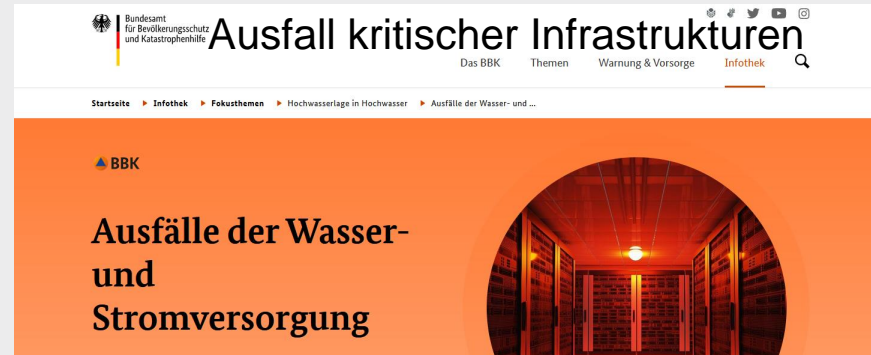 Bundesamt
für Bevölkerungsschutz
und Katastrophenhilfe
Ausfall kritischer Infrastrukturen
Das BBK Themen Warnung & Vorsorge Infothek
Startseite Infothek Fokusthemen Hochwasserlage in Hochwasser Ausfälle der Wasser- und ...
BBK
Ausfälle der Wasser-
und
Stromversorgung